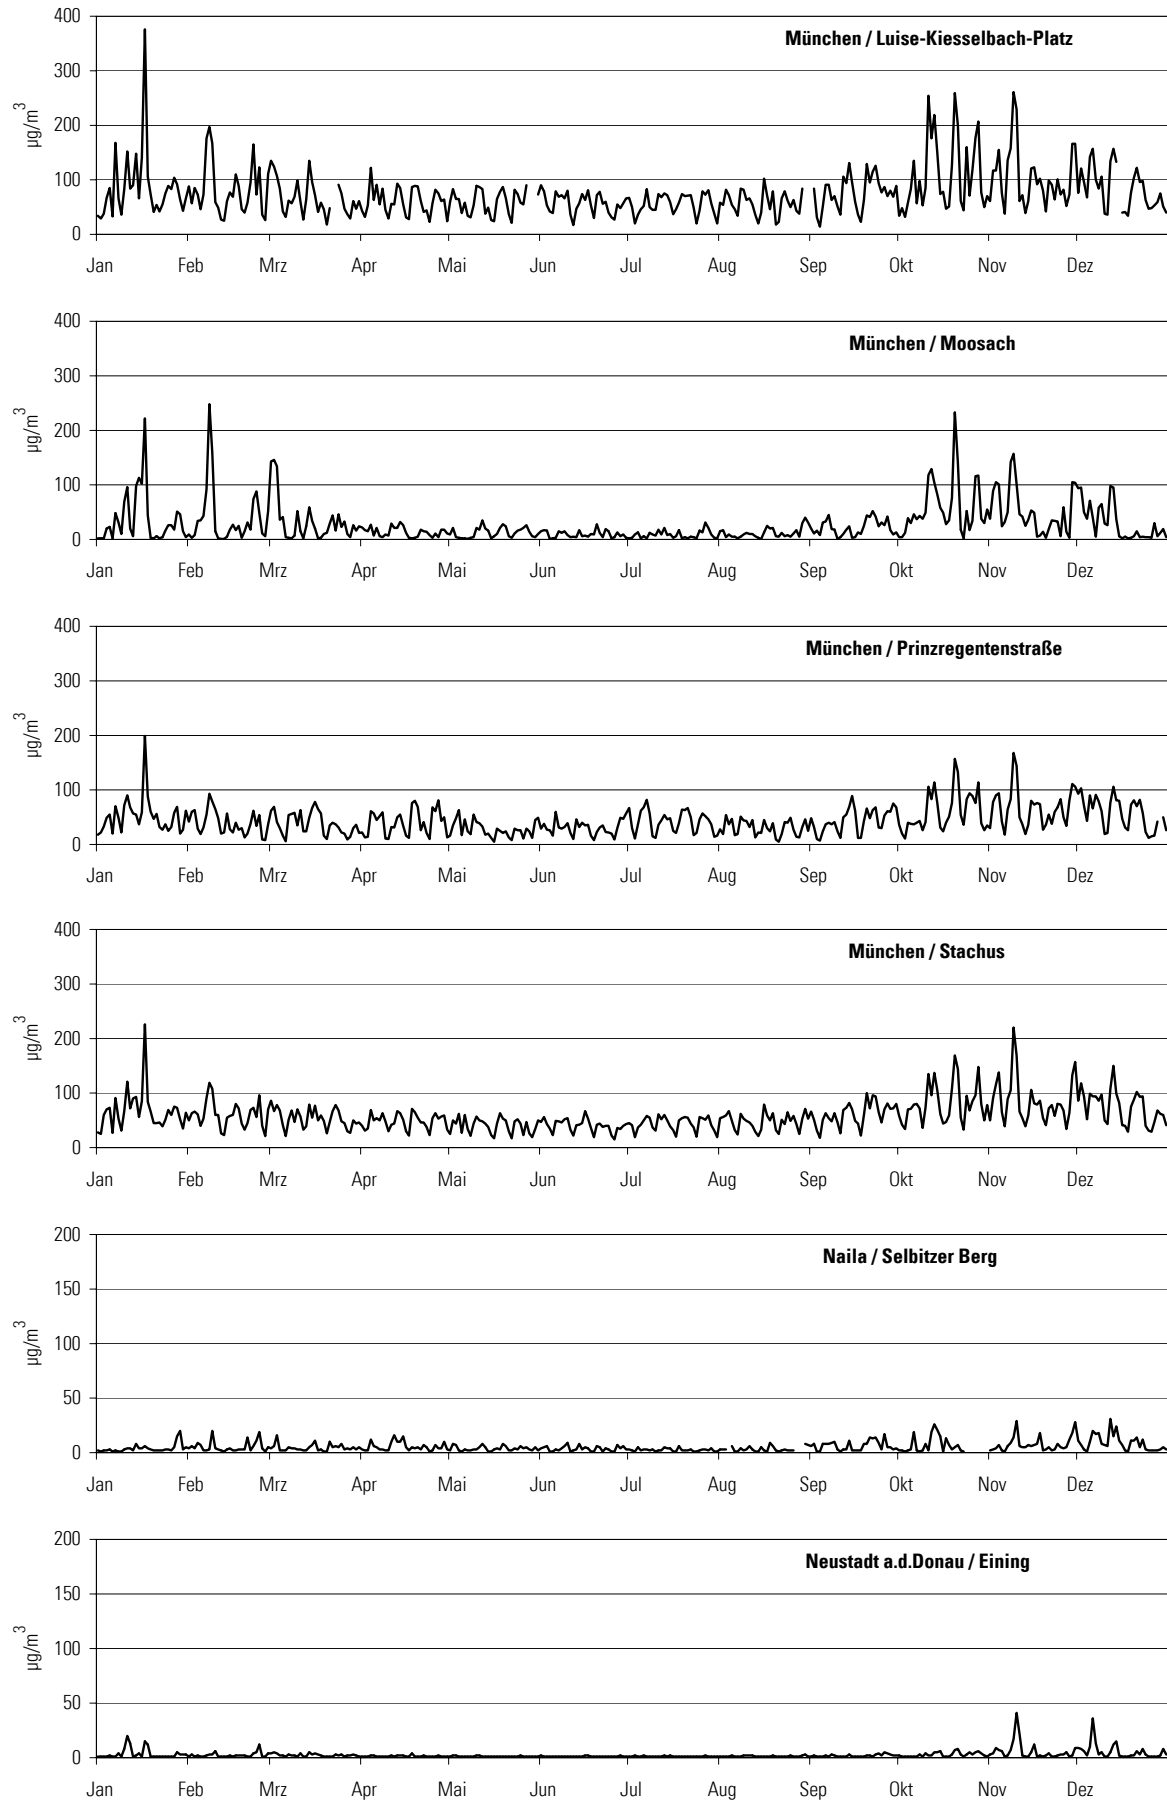 400
München / Luise-Kiesselbach-Platz
300
µg/m³
200
100
0
Jan Feb Mrz Apr Mai Jun Jul Aug Sep Okt Nov Dez
400
München / Moosach
300
µg/m³
200
100
0
Jan Feb Mrz Apr Mai Jun Jul Aug Sep Okt Nov Dez
400
München / Prinzregentenstraße
300
µg/m³
200
100
0
Jan Feb Mrz Apr Mai Jun Jul Aug Sep Okt Nov Dez
400
München / Stachus
300
µg/m³
200
100
0
Jan Feb Mrz Apr Mai Jun Jul Aug Sep Okt Nov Dez
200
Naila / Selbitzer Berg
150
µg/m³
100
50
0
Jan Feb Mrz Apr Mai Jun Jul Aug Sep Okt Nov Dez
200
Neustadt a.d.Donau / Eining
150
µg/m³
100
50
0
Jan Feb Mrz Apr Mai Jun Jul Aug Sep Okt Nov Dez